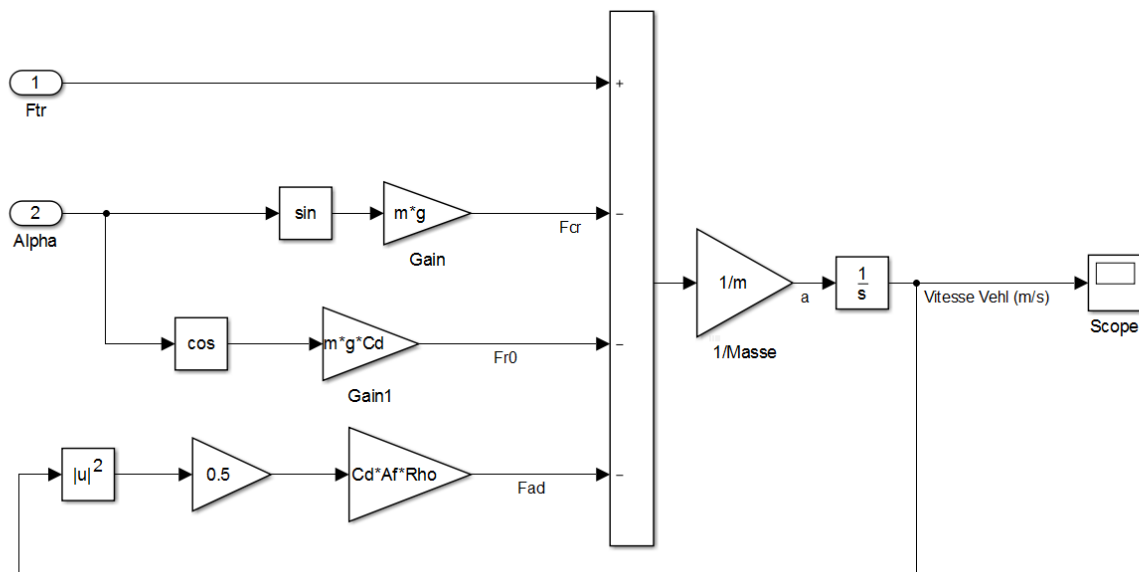 1
+
Ftr
2
sin
m*g
−
Fcr
Alpha
Gain
1/m
a
1
s
Vitesse Vehl (m/s)
Scope
cos
m*g*Cd
Fr0
−
1/Masse
Gain1
|u|²
0.5
Cd*Af*Rho
Fad
−